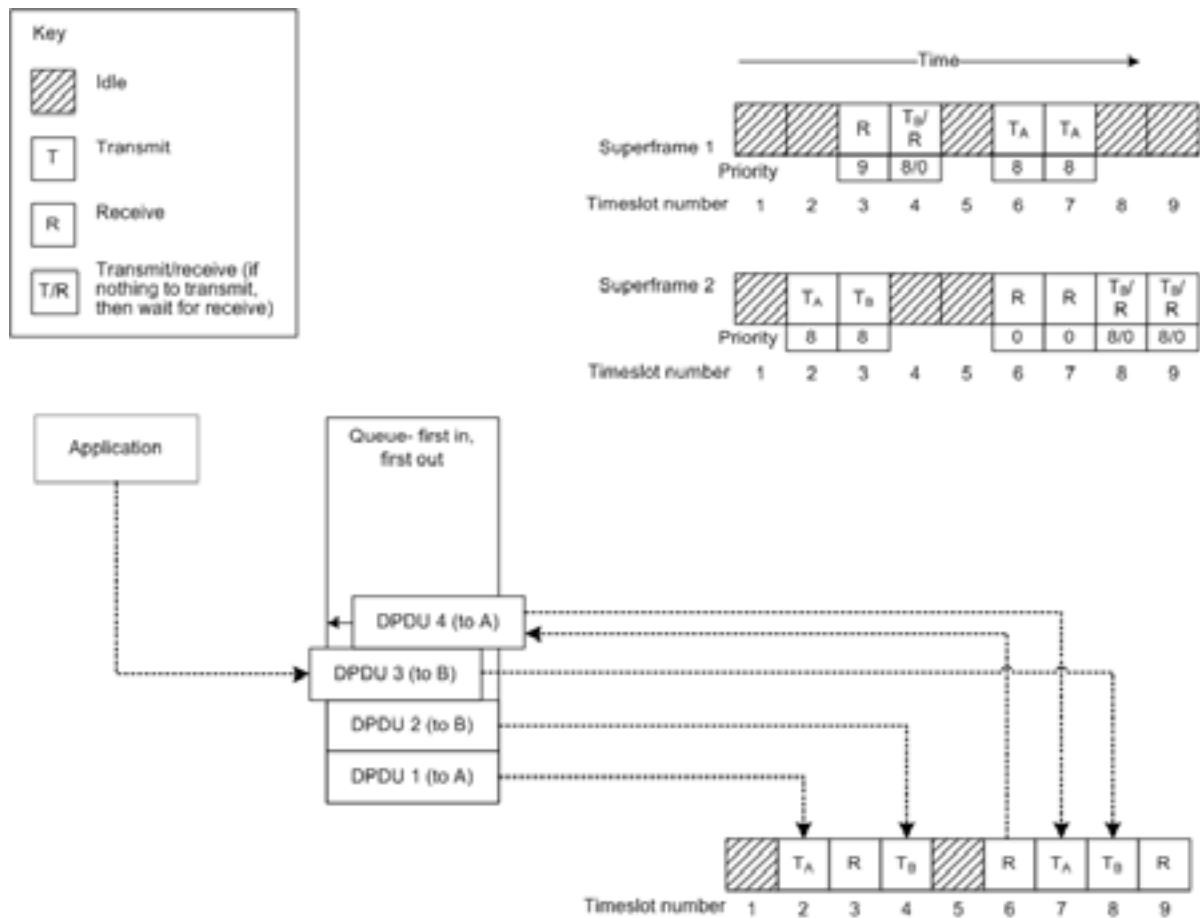 Key
Idle
T
Transmit
R
Receive
T/R
Transmit/receive (if
nothing to transmit,
then wait for receive)
Time
Superframe 1
R
TB/
R
TA
TA
Priority
9
8/0
8
8
Timeslot number
1
2
3
4
5
6
7
8
9
Superframe 2
TA
TB
R
R
TB/
R
TB/
R
Priority
8
8
0
0
8/0
8/0
Timeslot number
1
2
3
4
5
6
7
8
9
Application
Queue- first in,
first out
DPDU 4 (to A)
DPDU 3 (to B)
DPDU 2 (to B)
DPDU 1 (to A)
TA
R
TB
R
TA
TB
R
Timeslot number
1
2
3
4
5
6
7
8
9